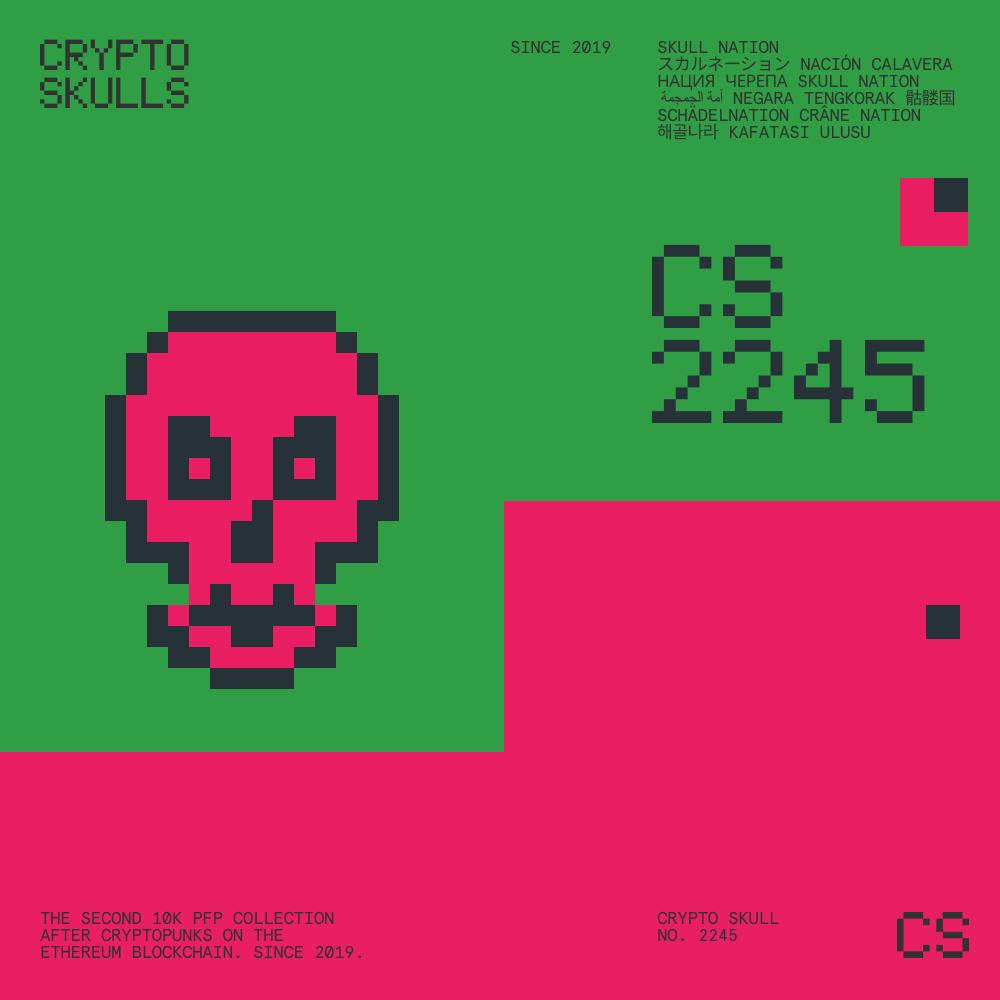 CRYPTO
SKULLS
SINCE 2019
SKULL NATION
スカルネーション NACIÓN CALAVERA
НАЦИЯ ЧЕРЕПА SKULL NATION
أمة الجمجمة NEGARA TENGKORAK 骷髅国
SCHÄDELNATION CRÂNE NATION
해골나라 KAFATASI ULUSU
CS
2245
THE SECOND 10K PFP COLLECTION
AFTER CRYPTOPUNKS ON THE
ETHEREUM BLOCKCHAIN. SINCE 2019.
CRYPTO SKULL
NO. 2245
CS